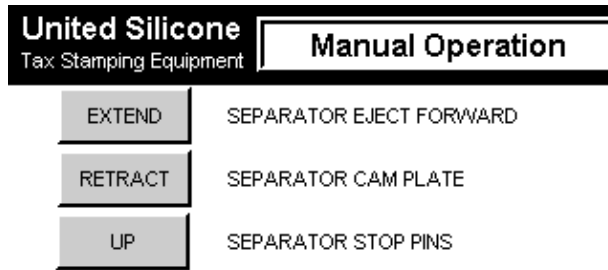 United Silicone
Tax Stamping Equipment
Manual Operation
EXTEND SEPARATOR EJECT FORWARD
RETRACT SEPARATOR CAM PLATE
UP SEPARATOR STOP PINS